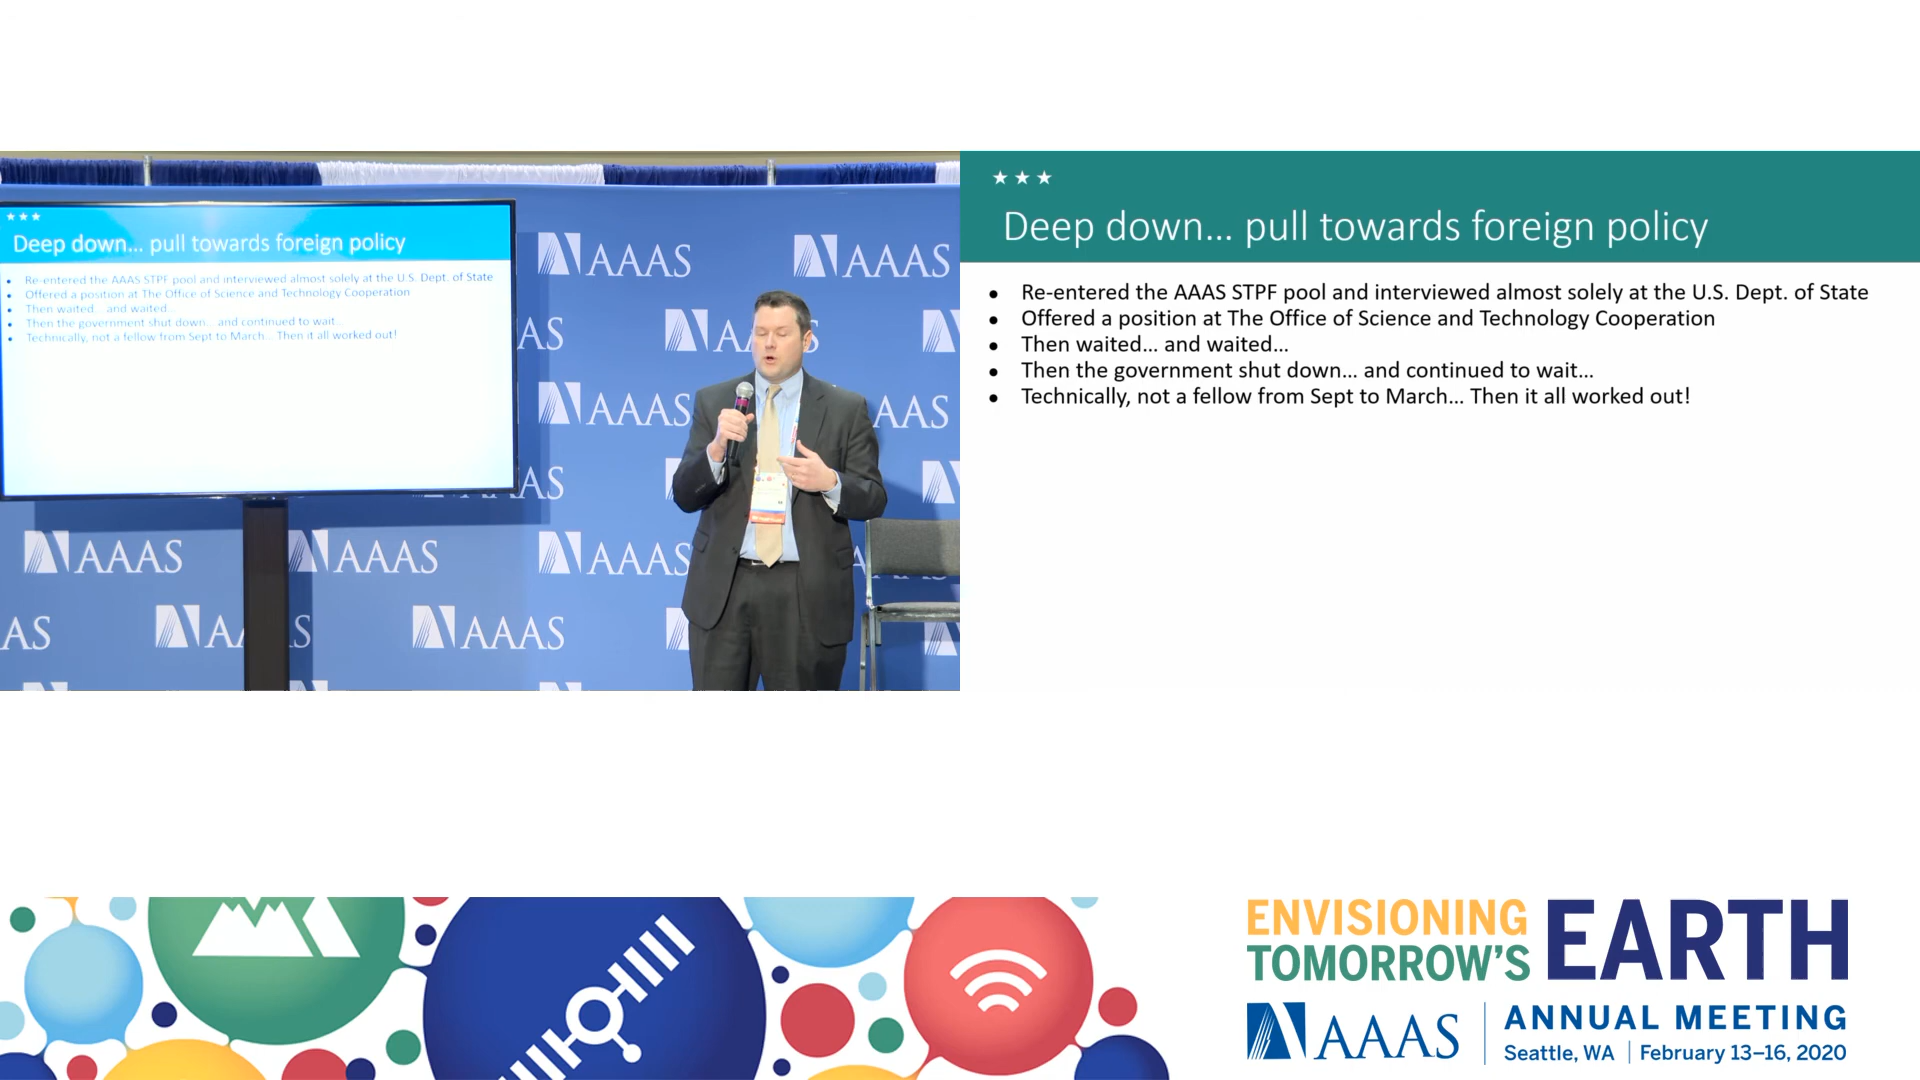 ★ ★ ★
Deep down... pull towards foreign policy
• Re-entered the AAAS STPF pool and interviewed almost solely at the U.S. Dept. of State
• Offered a position at The Office of Science and Technology Cooperation
• Then waited... and waited...
• Then the government shut down... and continued to wait...
• Technically, not a fellow from Sept to March... Then it all worked out!
AAAS AAAS
AS AAAS
AAAS AAAS
AAS
AAAS AAAS AAAS
AS AAAS AAAS
★ ★ ★
Deep down... pull towards foreign policy
• Re-entered the AAAS STPF pool and interviewed almost solely at the U.S. Dept. of State
• Offered a position at The Office of Science and Technology Cooperation
• Then waited... and waited...
• Then the government shut down... and continued to wait...
• Technically, not a fellow from Sept to March... Then it all worked out!
ENVISIONING
TOMORROW'S EARTH
AAAS ANNUAL MEETING
Seattle, WA | February 13–16, 2020